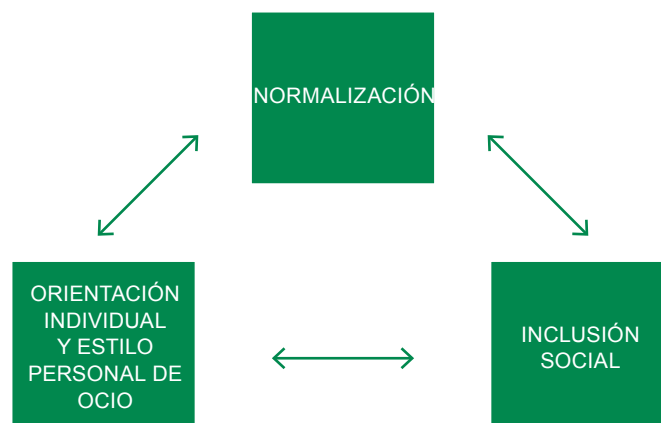 NORMALIZACIÓN
ORIENTACIÓN
INDIVIDUAL
Y ESTILO
PERSONAL DE
OCIO
INCLUSIÓN
SOCIAL